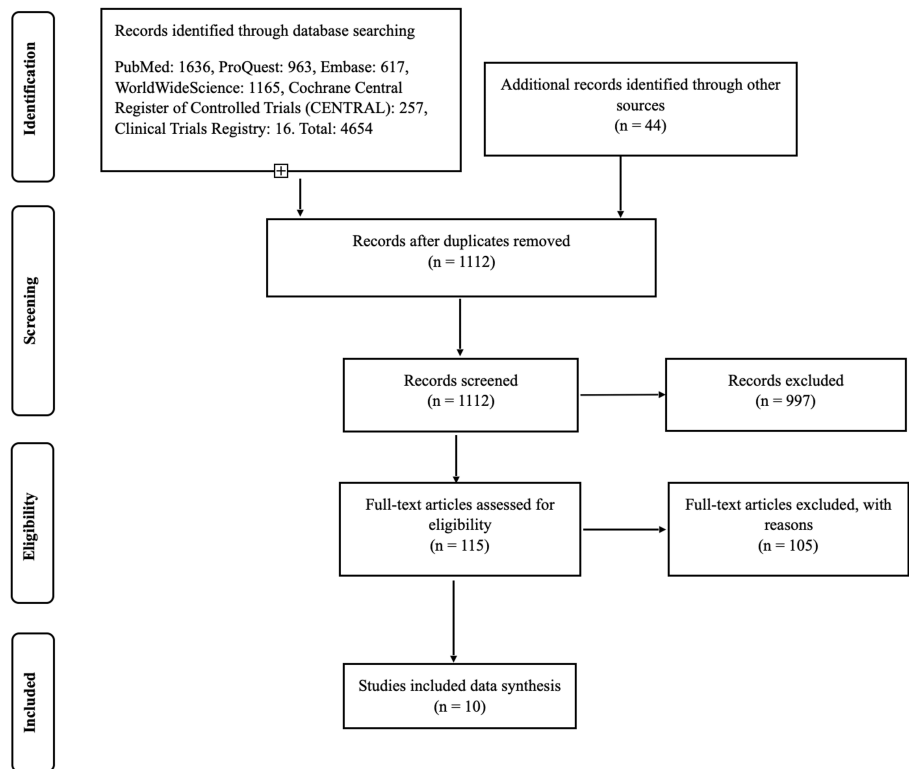 Identification
Records identified through database searching
PubMed: 1636, ProQuest: 963, Embase: 617,
WorldWideScience: 1165, Cochrane Central
Register of Controlled Trials (CENTRAL): 257,
Clinical Trials Registry: 16. Total: 4654
Additional records identified through other
sources
(n = 44)
Screening
Records after duplicates removed
(n = 1112)
Records screened
(n = 1112)
Records excluded
(n = 997)
Eligibility
Full-text articles assessed for
eligibility
(n = 115)
Full-text articles excluded, with
reasons
(n = 105)
Included
Studies included data synthesis
(n = 10)